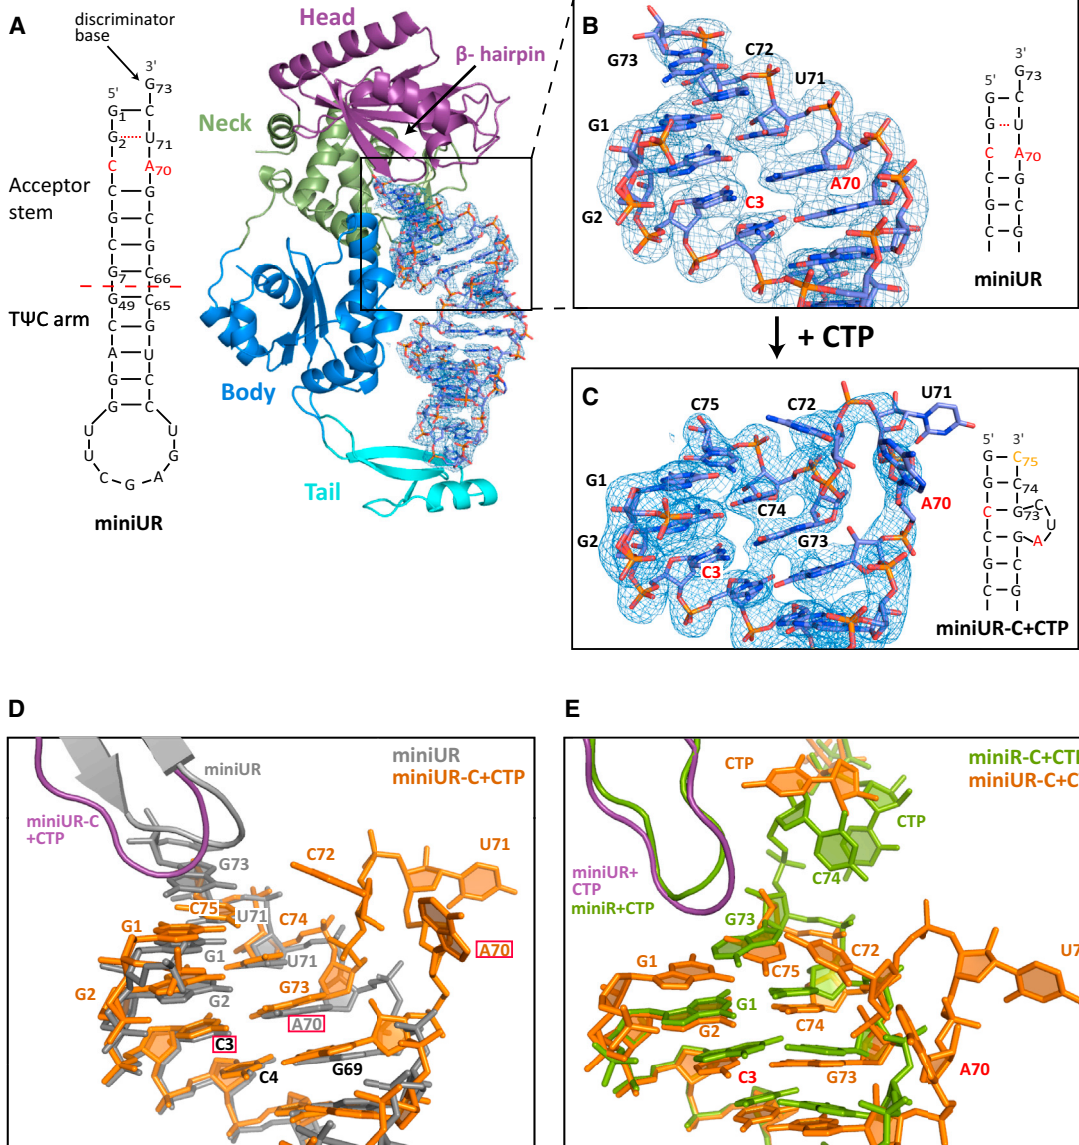 A
discriminator
base
3'
G73
5'
G1
C
G2
U71
C
A70
Acceptor
stem
C
G
G
C
C
G
C
G
G7
C66
G49
C65
TΨC arm
C
G
A
U
G
C
G
C
U
U
U
G
C
A
G
miniUR
Head
β- hairpin
Neck
Body
Tail
B
G73
C72
U71
G1
A70
C3
G2
3'
G73
5'
G
C
G
U
C
A70
C
G
G
C
C
G
C
G
miniUR
+ CTP
C
C75
C72
U71
G1
A70
C74
G2
G73
C3
5'
3'
G
C75
G
C74
C
G73
C
U
A
C
G
G
C
C
G
miniUR-C+CTP
D
miniUR
miniUR-C+CTP
miniUR
miniUR-C
+CTP
G73
C72
U71
C75
U71
C74
G1
G1
U71
A70
G2
G2
G73
A70
C3
C4
G69
E
miniR-C+CT
miniUR-C+C
CTP
CTP
miniUR+
CTP
miniR+CTP
C74
G73
G1
C75
C72
U7
G1
G2
C74
C3
G73
A70